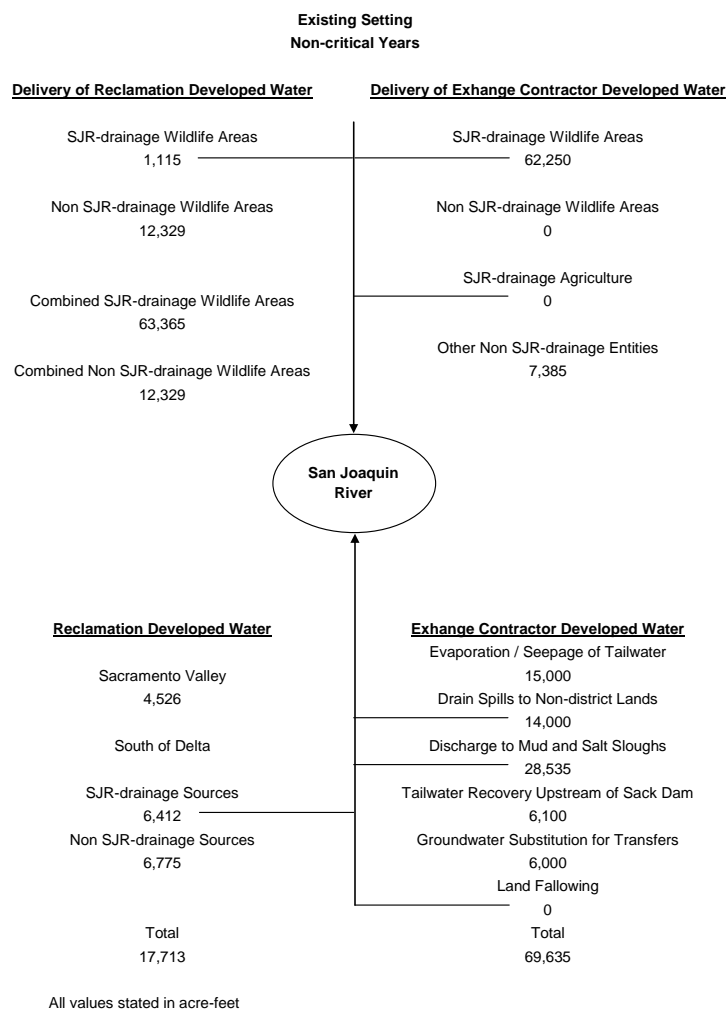 Existing Setting
Non-critical Years
Delivery of Reclamation Developed Water
SJR-drainage Wildlife Areas
1,115
Non SJR-drainage Wildlife Areas
12,329
Combined SJR-drainage Wildlife Areas
63,365
Combined Non SJR-drainage Wildlife Areas
12,329
Delivery of Exhange Contractor Developed Water
SJR-drainage Wildlife Areas
62,250
Non SJR-drainage Wildlife Areas
0
SJR-drainage Agriculture
0
Other Non SJR-drainage Entities
7,385
San Joaquin
River
Reclamation Developed Water
Sacramento Valley
4,526
South of Delta
SJR-drainage Sources
6,412
Non SJR-drainage Sources
6,775
Total
17,713
Exhange Contractor Developed Water
Evaporation / Seepage of Tailwater
15,000
Drain Spills to Non-district Lands
14,000
Discharge to Mud and Salt Sloughs
28,535
Tailwater Recovery Upstream of Sack Dam
6,100
Groundwater Substitution for Transfers
6,000
Land Fallowing
0
Total
69,635
All values stated in acre-feet